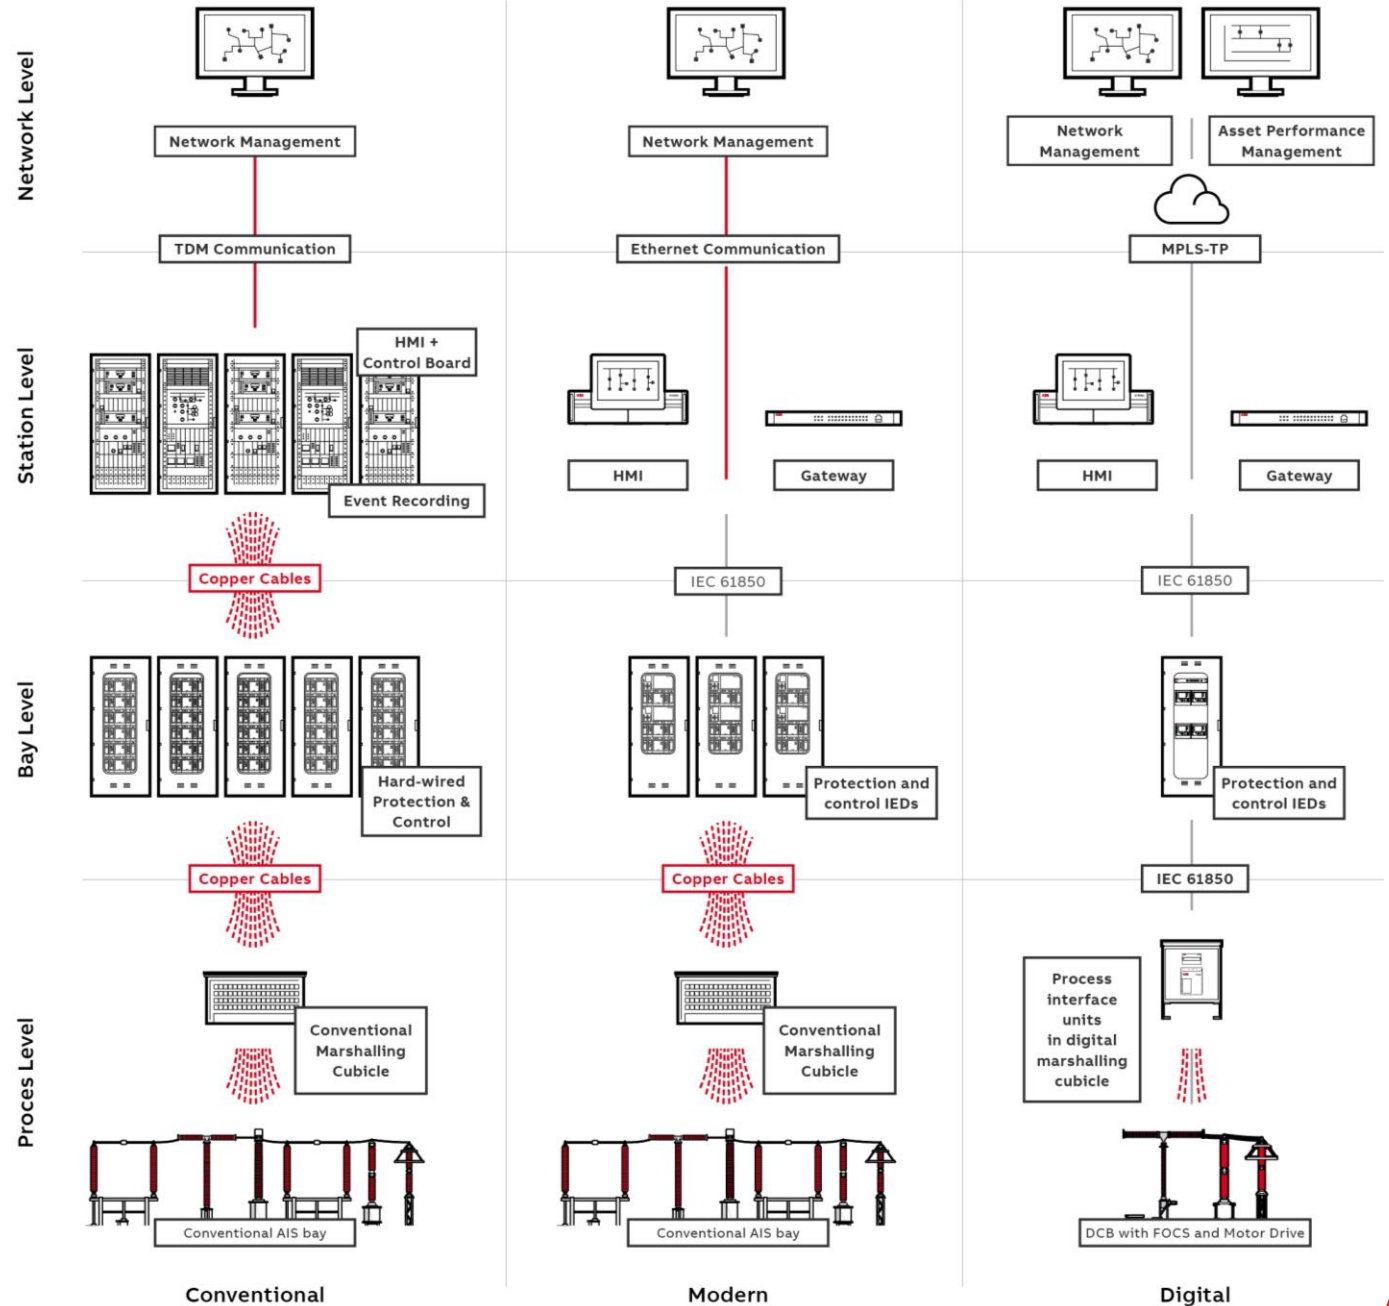 Network Level
Network Management
Network Management
Network
Management
Asset Performance
Management
TDM Communication
Ethernet Communication
MPLS-TP
Station Level
HMI +
Control Board
Event Recording
HMI
Gateway
HMI
Gateway
Copper Cables
IEC 61850
IEC 61850
Bay Level
Hard-wired
Protection &
Control
Protection and
control IEDs
Protection and
control IEDs
Copper Cables
Copper Cables
IEC 61850
Proces Level
Conventional
Marshalling
Cubicle
Conventional
Marshalling
Cubicle
Process
interface
units
in digital
marshalling
cubicle
Conventional AIS bay
Conventional AIS bay
DCB with FOCS and Motor Drive
Conventional
Modern
Digital